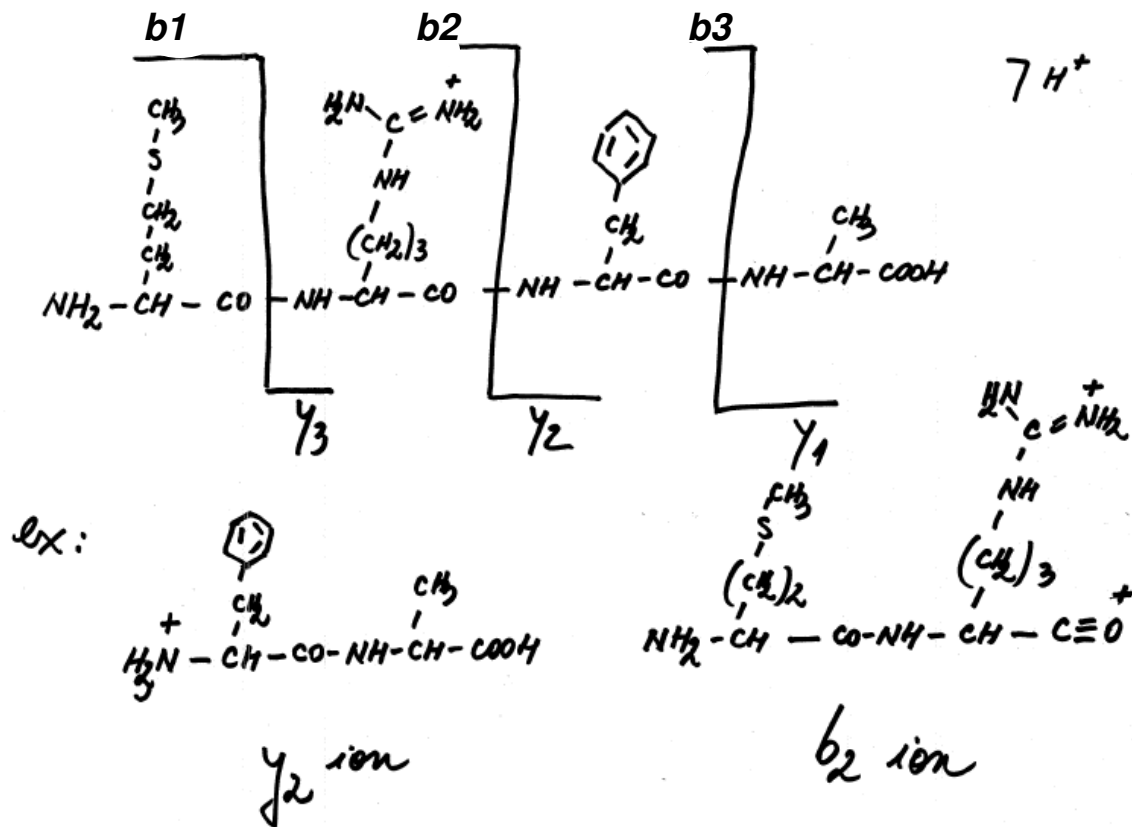 b1 b2 b3
7 H+
CH3
S
CH2
CH2
NH2 - CH - CO - NH - CH - CO - NH - CH - CO - NH - CH - COOH
H2N C = NH2 +
NH
(CH2)3
CH2
CH3
y3 y2 y1
ex:
CH2
CH3
H3N + - CH - CO - NH - CH - COOH
y2 ion
CH3
S
(CH2)2
H2N C = NH2 +
NH
(CH2)3
NH2 - CH - CO - NH - CH - C≡O +
b2 ion